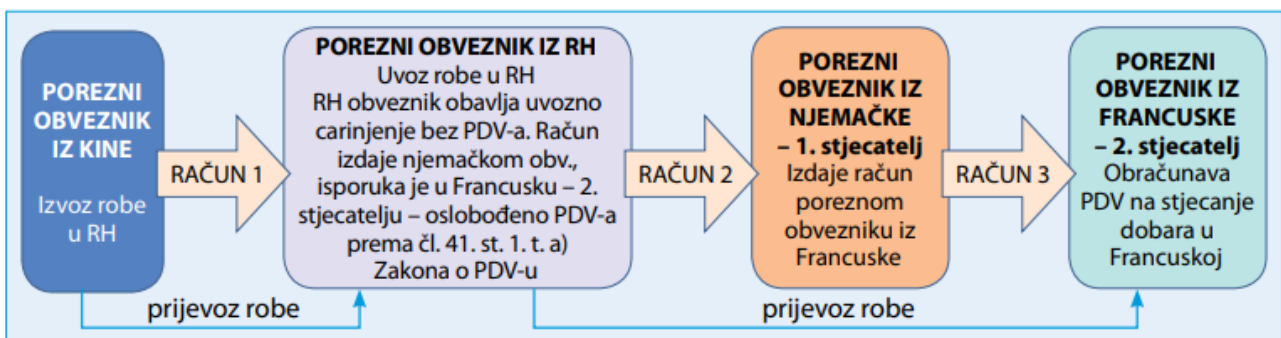 POREZNI
OBVEZNIK
IZ KINE
Izvoz robe
u RH
RAČUN 1
POREZNI OBVEZNIK IZ RH
Uvoz robe u RH
RH obveznik obavlja uvozno
carinjenje bez PDV-a. Račun
izdaje njemačkom obv.,
isporuka je u Francusku – 2.
stjecatelju – oslobođeno PDV-a
prema čl. 41. st. 1. t. a)
Zakona o PDV-u
RAČUN 2
POREZNI
OBVEZNIK IZ
NJEMAČKE
– 1. stjecatelj
Izdaje račun
poreznom
obvezniku iz
Francuske
RAČUN 3
POREZNI
OBVEZNIK IZ
FRANCUSKE
– 2. stjecatelj
Obračunava
PDV na stjecanje
dobara u
Francuskoj
prijevoz robe
prijevoz robe